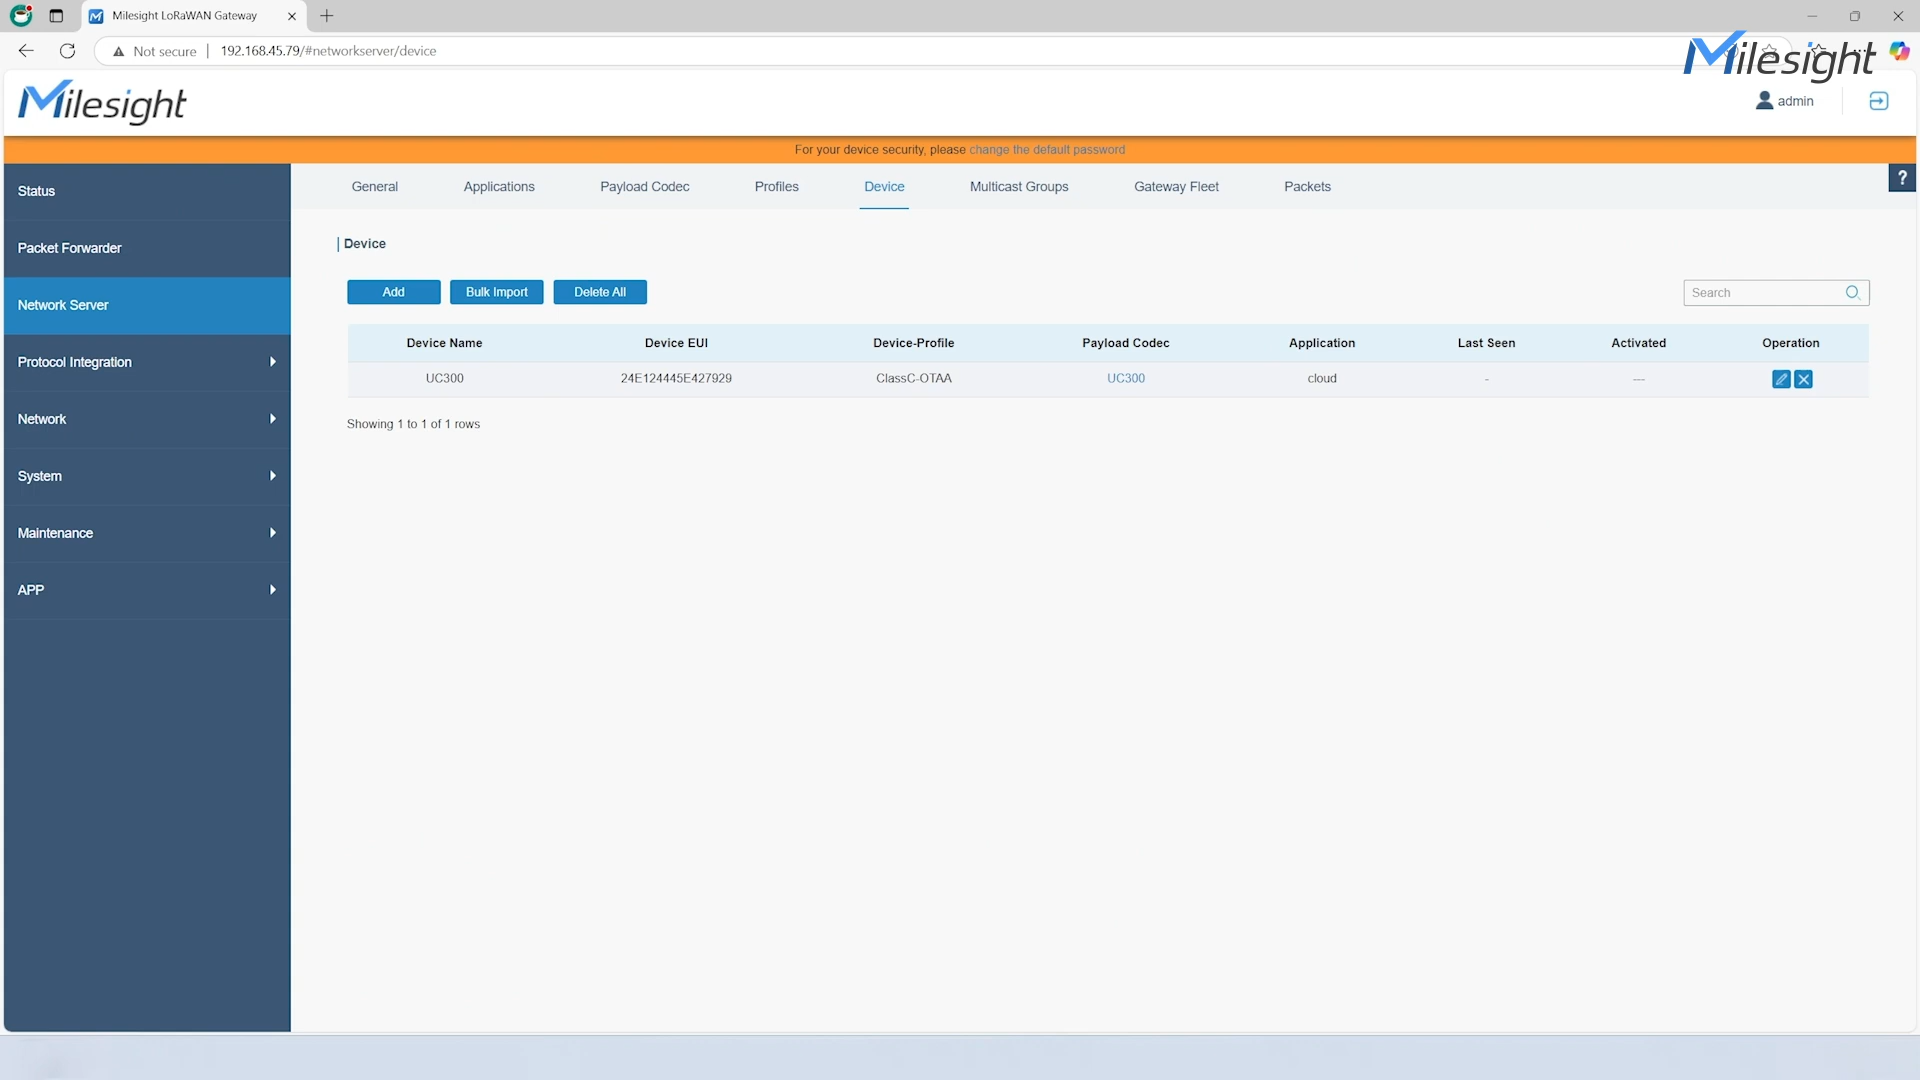 Milesight LoRaWAN Gateway
Not secure | 192.168.45.79/#networkserver/device
Milesight
Milesight
admin
For your device security, please change the default password
Status
Packet Forwarder
Network Server
Protocol Integration
Network
System
Maintenance
APP
General Applications Payload Codec Profiles Device Multicast Groups Gateway Fleet Packets
?
Device
Add Bulk Import Delete All
Search
Device Name Device EUI Device-Profile Payload Codec Application Last Seen Activated Operation
UC300 24E124445E427929 ClassC-OTAA UC300 cloud - ---
Showing 1 to 1 of 1 rows